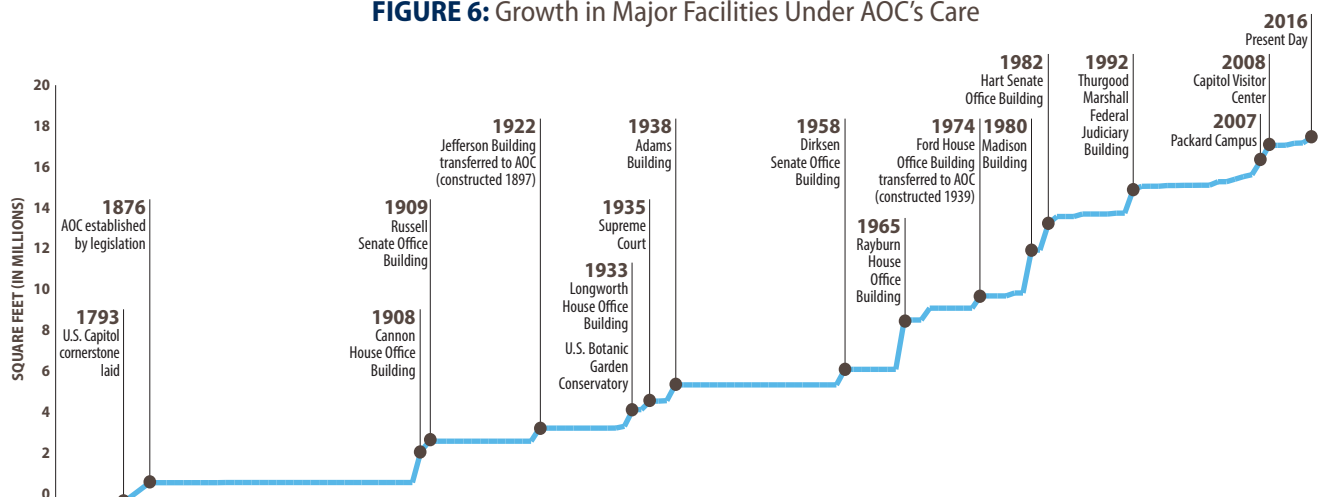 FIGURE 6: Growth in Major Facilities Under AOC's Care
SQUARE FEET (IN MILLIONS)
20
18
16
14
12
10
8
6
4
2
0
1793
U.S. Capitol
cornerstone
laid
1876
AOC established
by legislation
1908
Cannon
House Office
Building
1909
Russell
Senate Office
Building
1922
Jefferson Building
transferred to AOC
(constructed 1897)
1933
Longworth
House Office
Building
U.S. Botanic
Garden
Conservatory
1935
Supreme
Court
1938
Adams
Building
1958
Dirksen
Senate Office
Building
1965
Rayburn
House
Office
Building
1974
Ford House
Office Building
transferred to AOC
(constructed 1939)
1980
Madison
Building
1982
Hart Senate
Office Building
1992
Thurgood
Marshall
Federal
Judiciary
Building
2007
Packard Campus
2008
Capitol Visitor
Center
2016
Present Day